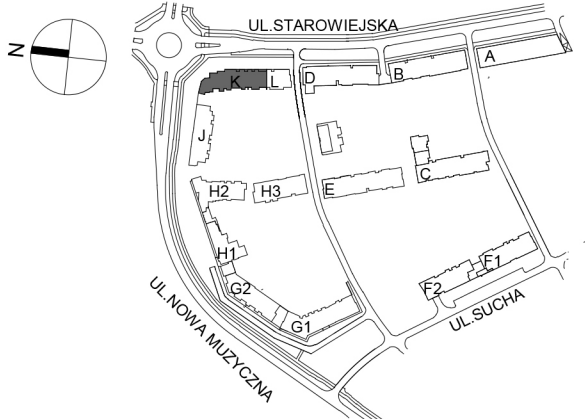 UL.STAROWIEJSKA
N
A
B
D
K
L
J
C
H2
H3
E
H1
F1
G2
F2
G1
UL.SUCHA
UL.NOWA MUZYCZNA